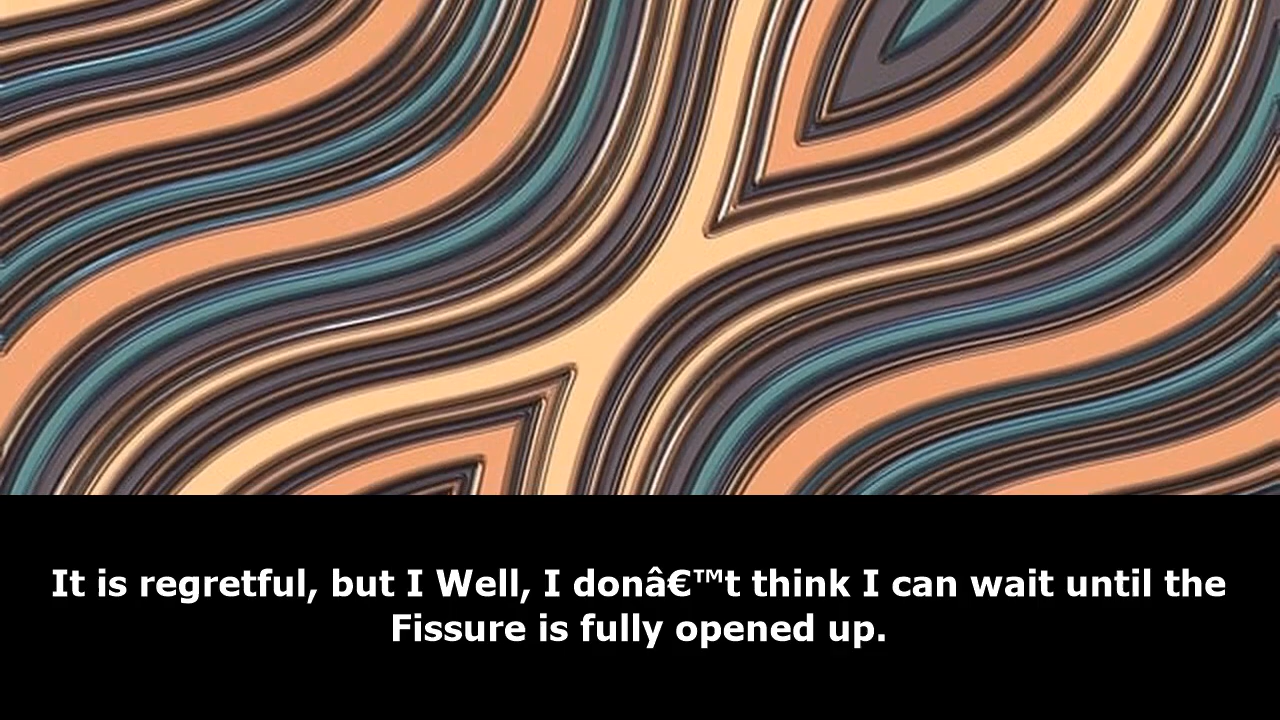 It is regretful, but I Well, I donâ€™t think I can wait until the
Fissure is fully opened up.